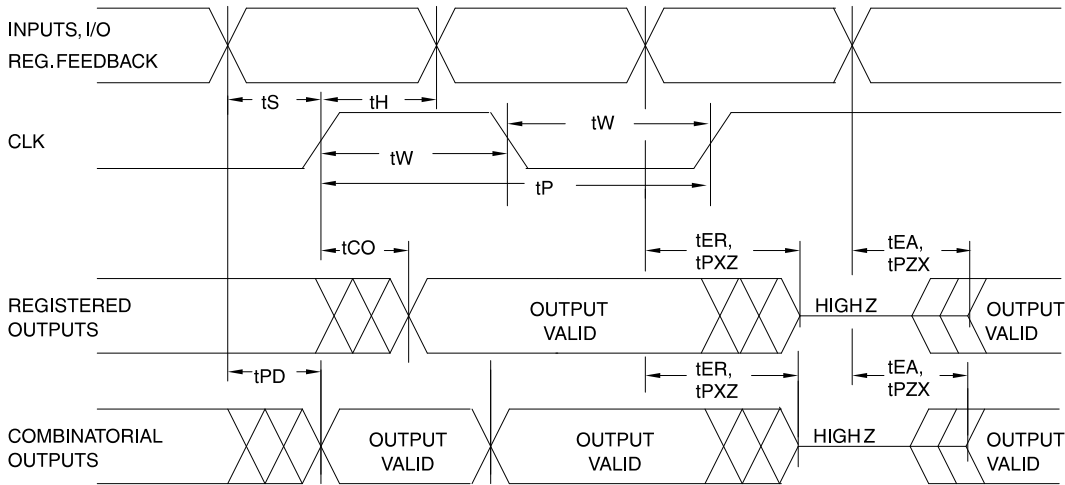 INPUTS, I/O
REG. FEEDBACK
tS
tH
CLK
tW
tW
tP
tCO
tER,
tPXZ
tEA,
tPZX
REGISTERED
OUTPUTS
OUTPUT
VALID
HIGH Z
OUTPUT
VALID
tPD
tER,
tPXZ
tEA,
tPZX
COMBINATORIAL
OUTPUTS
OUTPUT
VALID
OUTPUT
VALID
HIGH Z
OUTPUT
VALID